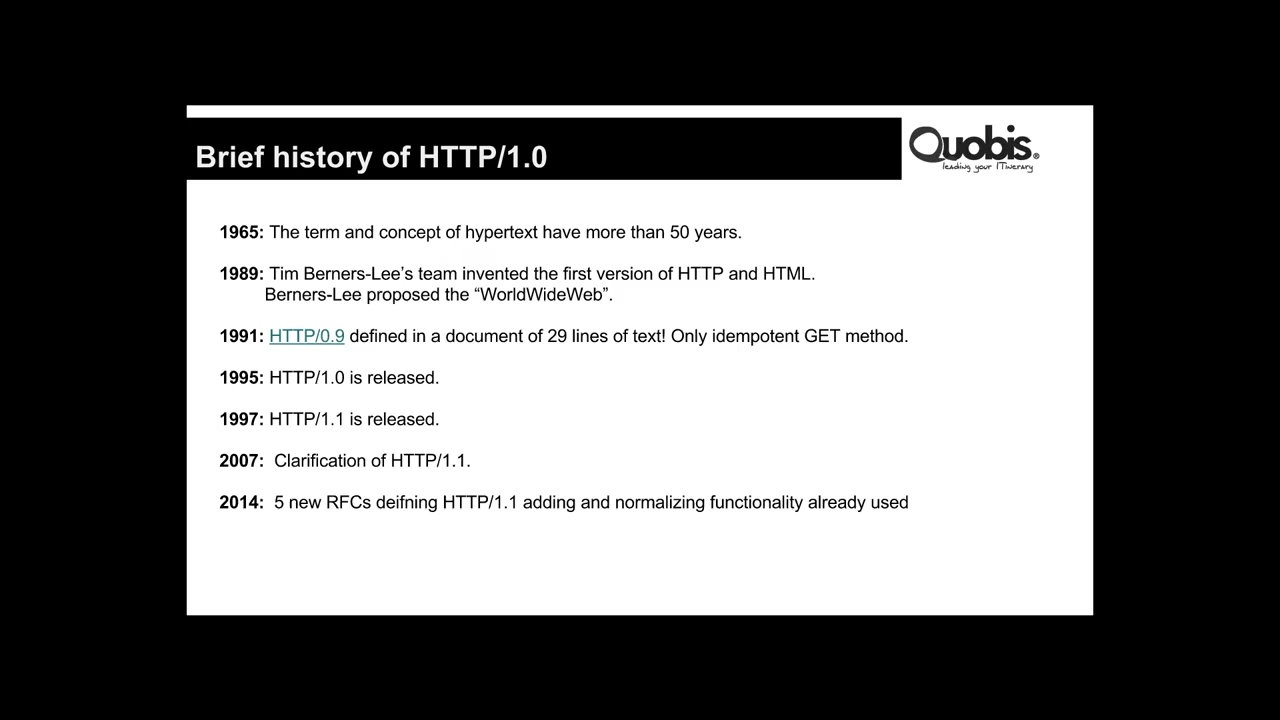 Brief history of HTTP/1.0
Quobis®
leading your ITinerary
1965: The term and concept of hypertext have more than 50 years.
1989: Tim Berners-Lee’s team invented the first version of HTTP and HTML.
Berners-Lee proposed the “WorldWideWeb”.
1991: HTTP/0.9 defined in a document of 29 lines of text! Only idempotent GET method.
1995: HTTP/1.0 is released.
1997: HTTP/1.1 is released.
2007: Clarification of HTTP/1.1.
2014: 5 new RFCs deifning HTTP/1.1 adding and normalizing functionality already used